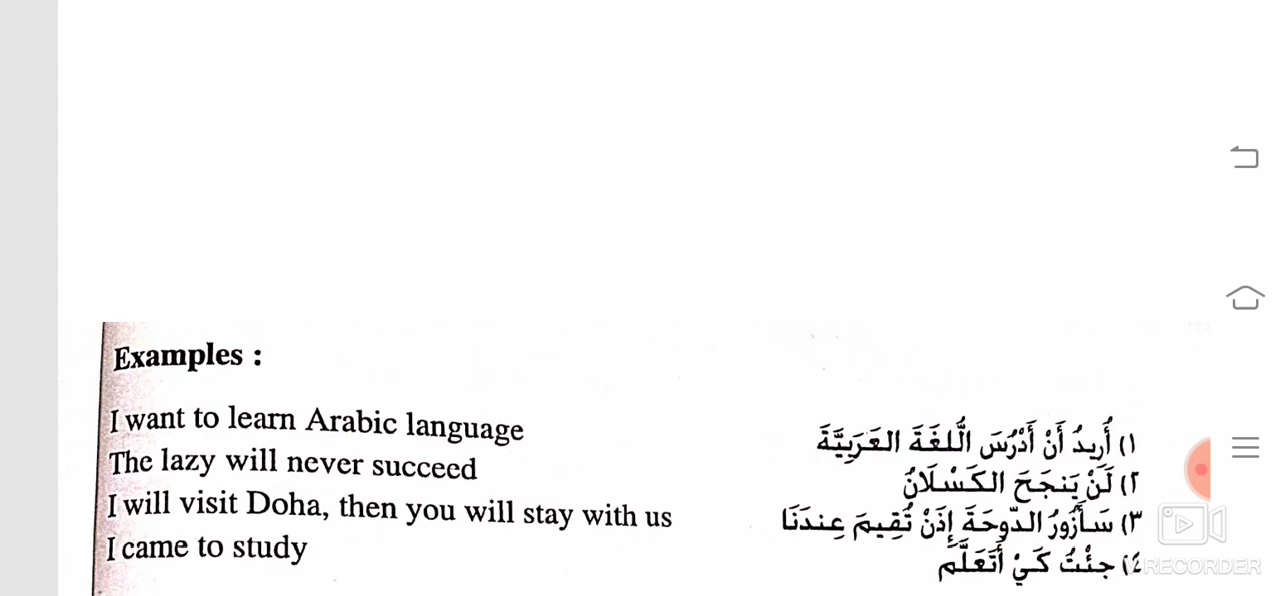 Examples :
I want to learn Arabic language
The lazy will never succeed
I will visit Doha, then you will stay with us
I came to study
١) أُرِيدُ أَنْ أَدْرُسَ الُّلغَةَ العَرَبِيَّةَ
٢) لَنْ يَنجَحَ الكَسْلَانُ
٣) سَأَزُورُ الدّوحَةَ إِذَنْ تُقِيمَ عِندَنَا
٤) جِئْتُ كَيْ أَتَعَلَّمَ
RECORDER